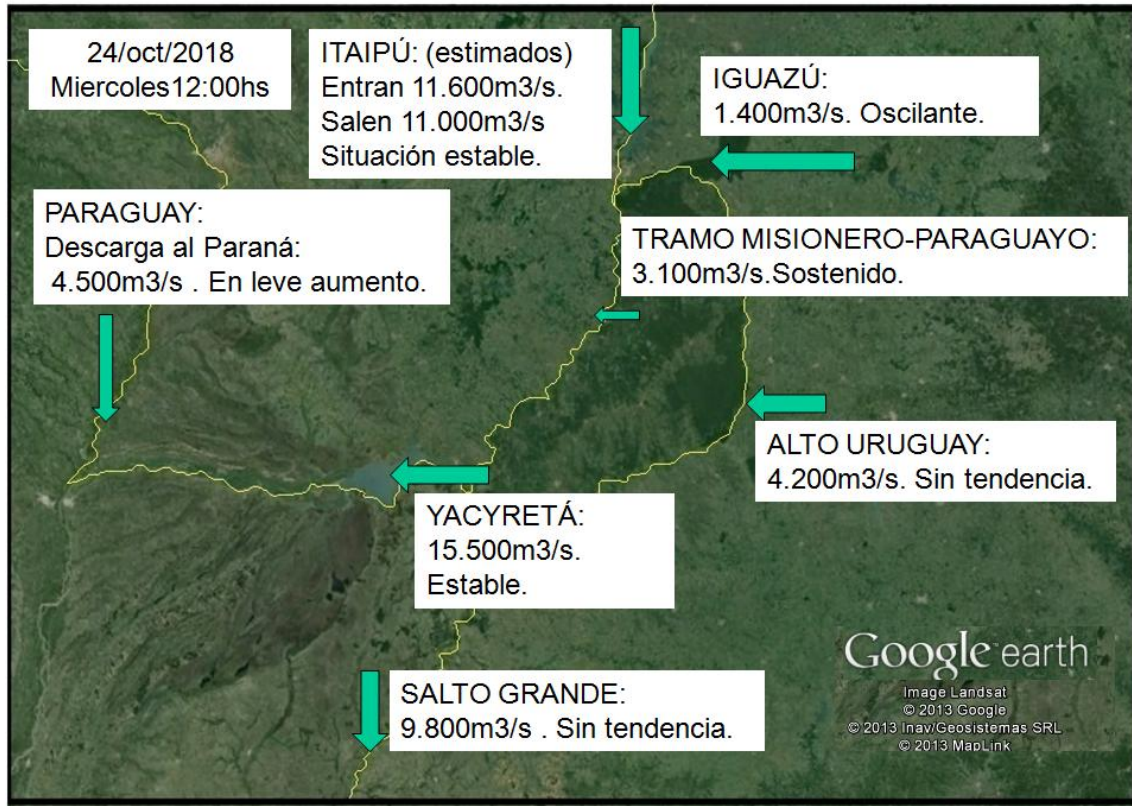 24/oct/2018
Miercoles12:00hs
ITAIPÚ: (estimados)
Entran 11.600m3/s.
Salen 11.000m3/s
Situación estable.
IGUAZÚ:
1.400m3/s. Oscilante.
PARAGUAY:
Descarga al Paraná:
4.500m3/s . En leve aumento.
TRAMO MISIONERO-PARAGUAYO:
3.100m3/s.Sostenido.
ALTO URUGUAY:
4.200m3/s. Sin tendencia.
YACYRETÁ:
15.500m3/s.
Estable.
SALTO GRANDE:
9.800m3/s . Sin tendencia.
Google earth
Image Landsat
© 2013 Google
© 2013 Inav/Geosistemas SRL
© 2013 MapLink